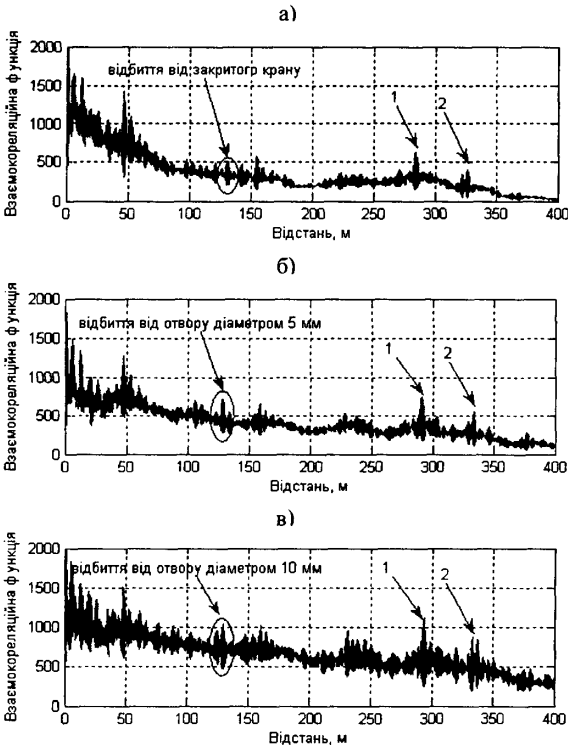 а)
2000
1500
1000
500
0
Взаємокореляційна функція
відбиття від закритого крану
1
2
0 50 100 150 200 250 300 350 400
Відстань, м
б)
2000
1500
1000
500
0
Взаємокореляційна функція
відбиття від отвору діаметром 5 мм
1
2
0 50 100 150 200 250 300 350 400
Відстань, м
в)
2000
1500
1000
500
0
Взаємокореляційна функція
відбиття від отвору діаметром 10 мм
1
2
0 50 100 150 200 250 300 350 400
Відстань, м